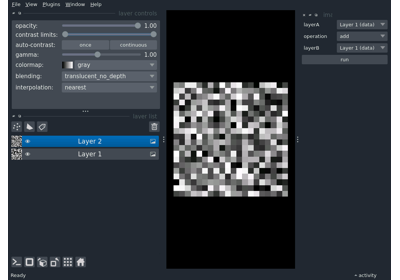 File View Plugins Window Help
layer controls
opacity: 1.00
contrast limits:
auto-contrast: once continuous
gamma: 1.00
colormap: gray
blending: translucent_no_depth
interpolation: nearest
layer list
Layer 2
Layer 1
layerA Layer 1 (data)
operation add
layerB Layer 1 (data)
run
Ready
activity